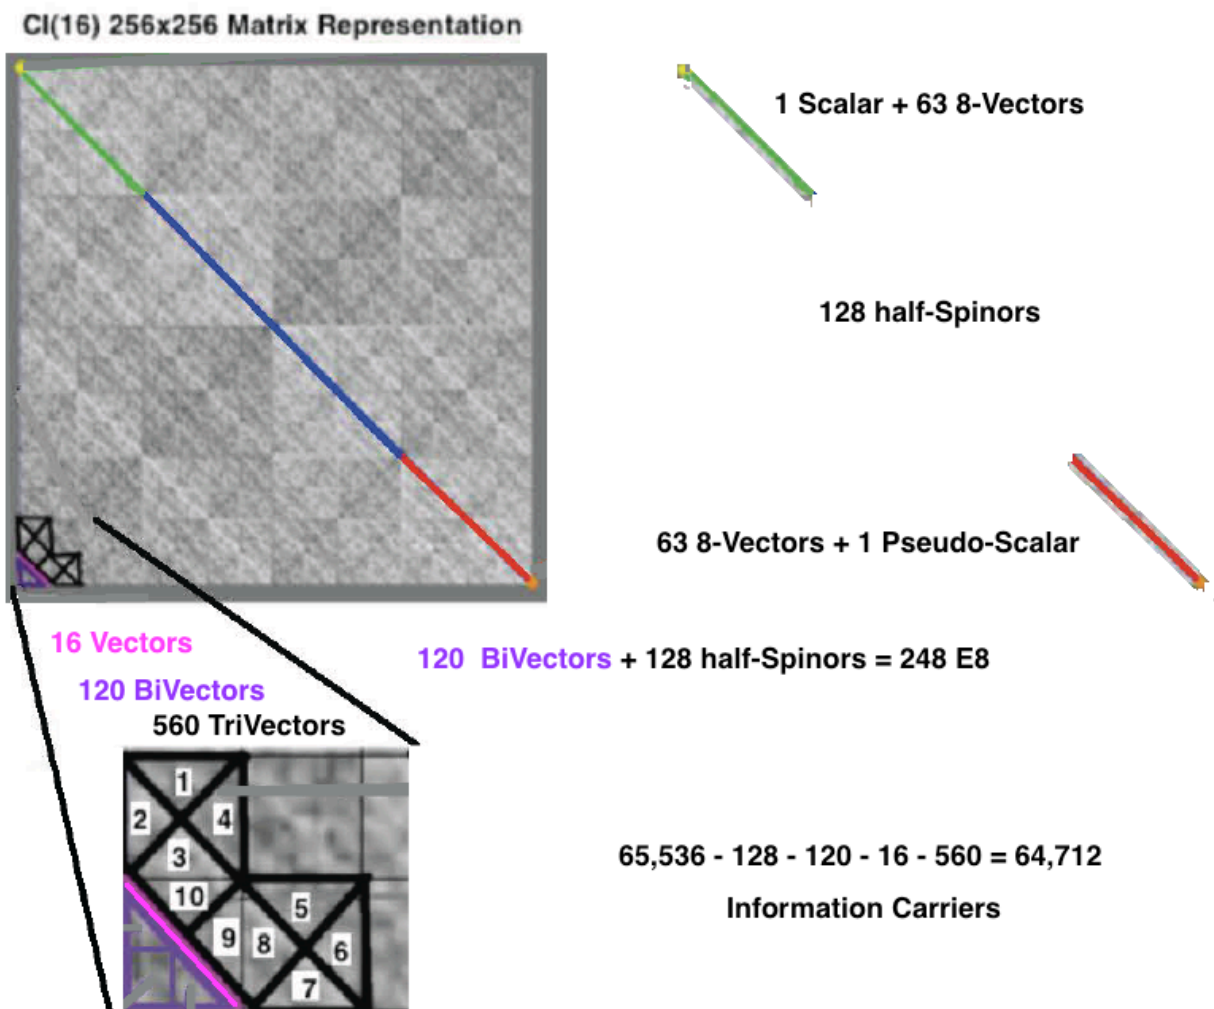 Cl(16) 256x256 Matrix Representation
1 Scalar + 63 8-Vectors
128 half-Spinors
63 8-Vectors + 1 Pseudo-Scalar
16 Vectors
120 BiVectors + 128 half-Spinors = 248 E8
120 BiVectors
560 TriVectors
1
2
4
3
10
5
9
8
6
7
65,536 - 128 - 120 - 16 - 560 = 64,712
Information Carriers